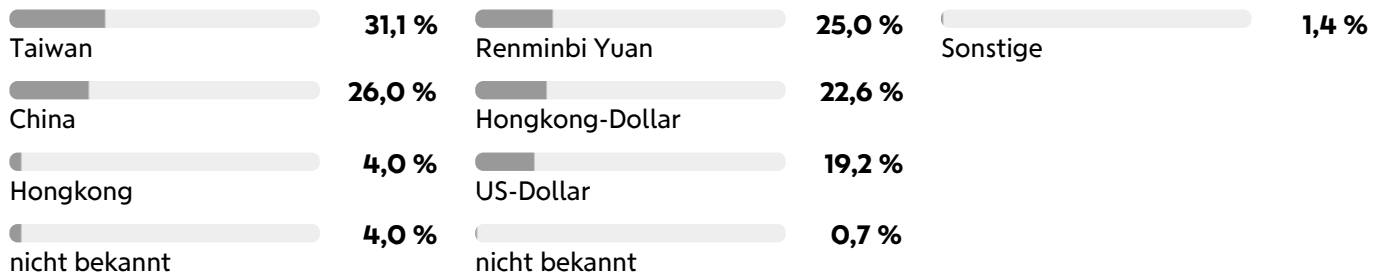 31,1 %
Taiwan
26,0 %
China
4,0 %
Hongkong
4,0 %
nicht bekannt
25,0 %
Renminbi Yuan
22,6 %
Hongkong-Dollar
19,2 %
US-Dollar
0,7 %
nicht bekannt
1,4 %
Sonstige